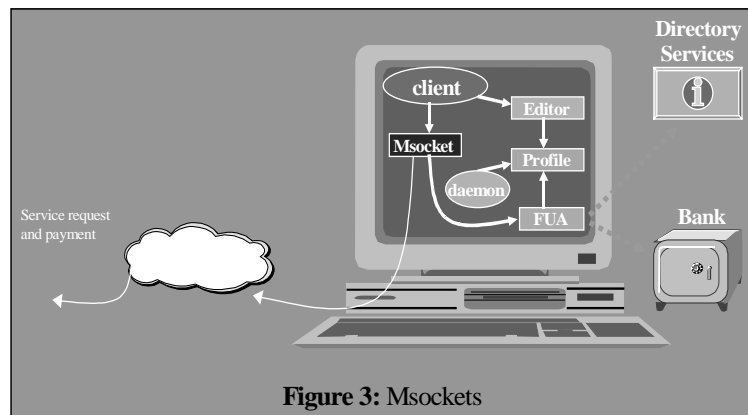 Directory
Services
client
Editor
Msocket
Profile
daemon
FUA
Service request
and payment
Bank
Figure 3: Msockets